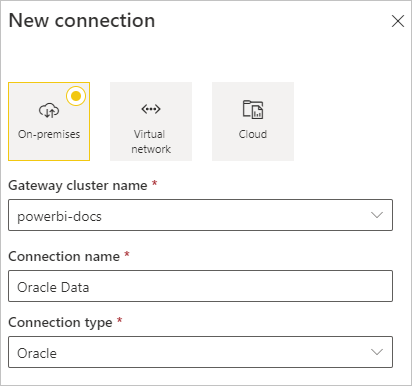 New connection
On-premises
Virtual
network
Cloud
Gateway cluster name *
powerbi-docs
Connection name *
Oracle Data
Connection type *
Oracle